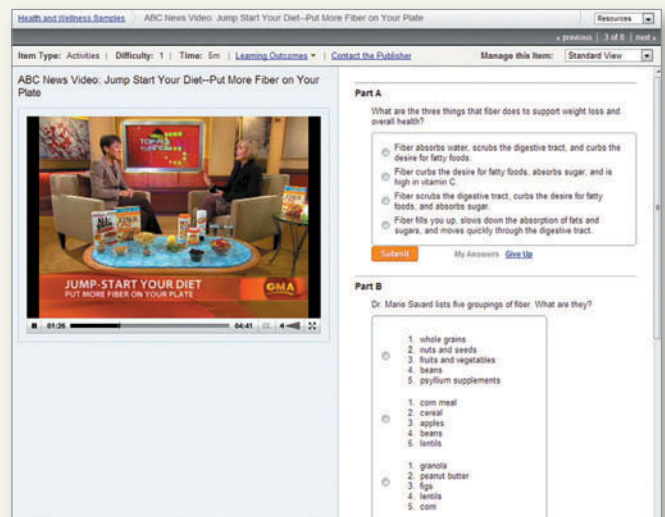 Health and Wellness Samples ABC News Video: Jump Start Your Diet--Put More Fiber on Your Plate
Resources
« previous | 3 of 8 | next »
Item Type: Activities | Difficulty: 1 | Time: 5m | Learning Outcomes | Contact the Publisher Manage this Item: Standard View
ABC News Video: Jump Start Your Diet--Put More Fiber on Your
Plate
JUMP-START YOUR DIET
PUT MORE FIBER ON YOUR PLATE
GMA
01:26
04:41
Part A
What are the three things that fiber does to support weight loss and
overall health?
Fiber absorbs water, scrubs the digestive tract, and curbs the
desire for fatty foods.
Fiber curbs the desire for fatty foods, absorbs sugar, and is
high in vitamin C.
Fiber scrubs the digestive tract, curbs the desire for fatty
foods, and absorbs sugar.
Fiber fills you up, slows down the absorption of fats and
sugars, and moves quickly through the digestive tract.
Submit My Answers Give Up
Part B
Dr. Marie Savard lists five groupings of fiber. What are they?
1. whole grains
2. nuts and seeds
3. fruits and vegetables
4. beans
5. psyllium supplements
1. corn meal
2. cereal
3. apples
4. beans
5. lentils
1. granola
2. peanut butter
3. figs
4. lentils
5. corn